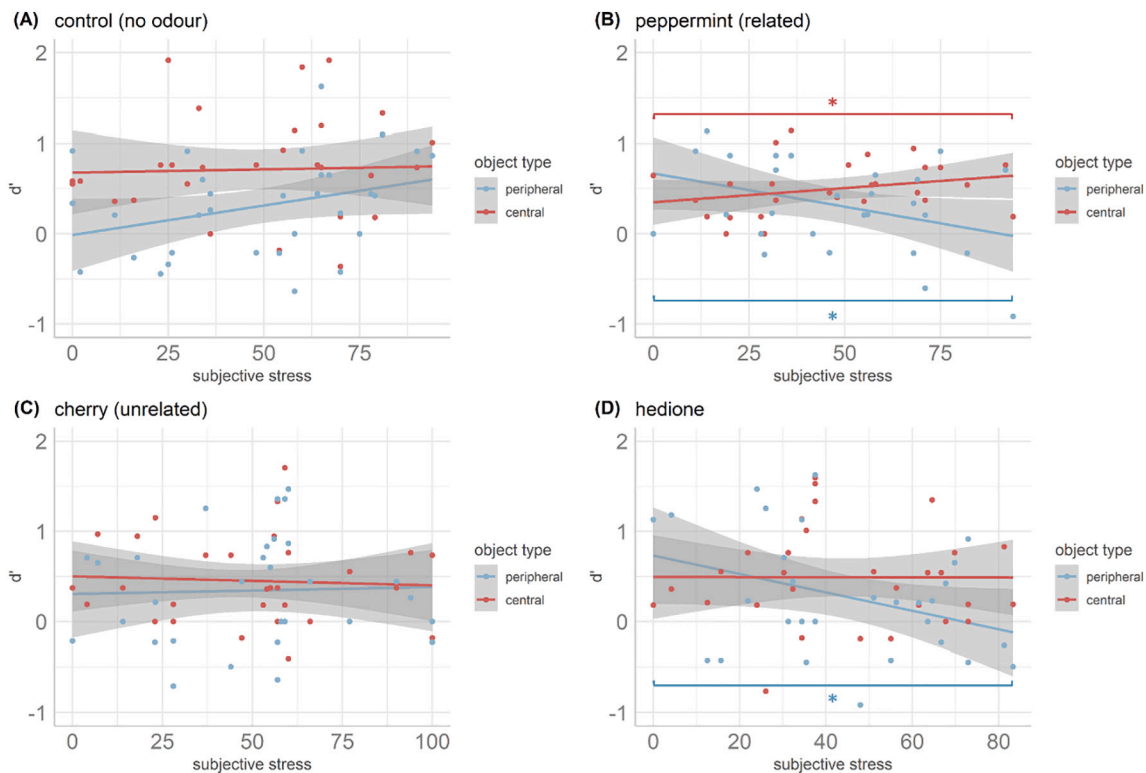 (A) control (no odour)
2
1
0
-1
d'
0 25 50 75
subjective stress
object type
peripheral
central
(B) peppermint (related)
*
*
2
1
0
-1
d'
0 25 50 75
subjective stress
object type
peripheral
central
(C) cherry (unrelated)
2
1
0
-1
d'
0 25 50 75 100
subjective stress
object type
peripheral
central
(D) hedione
*
2
1
0
-1
d'
0 20 40 60 80
subjective stress
object type
peripheral
central